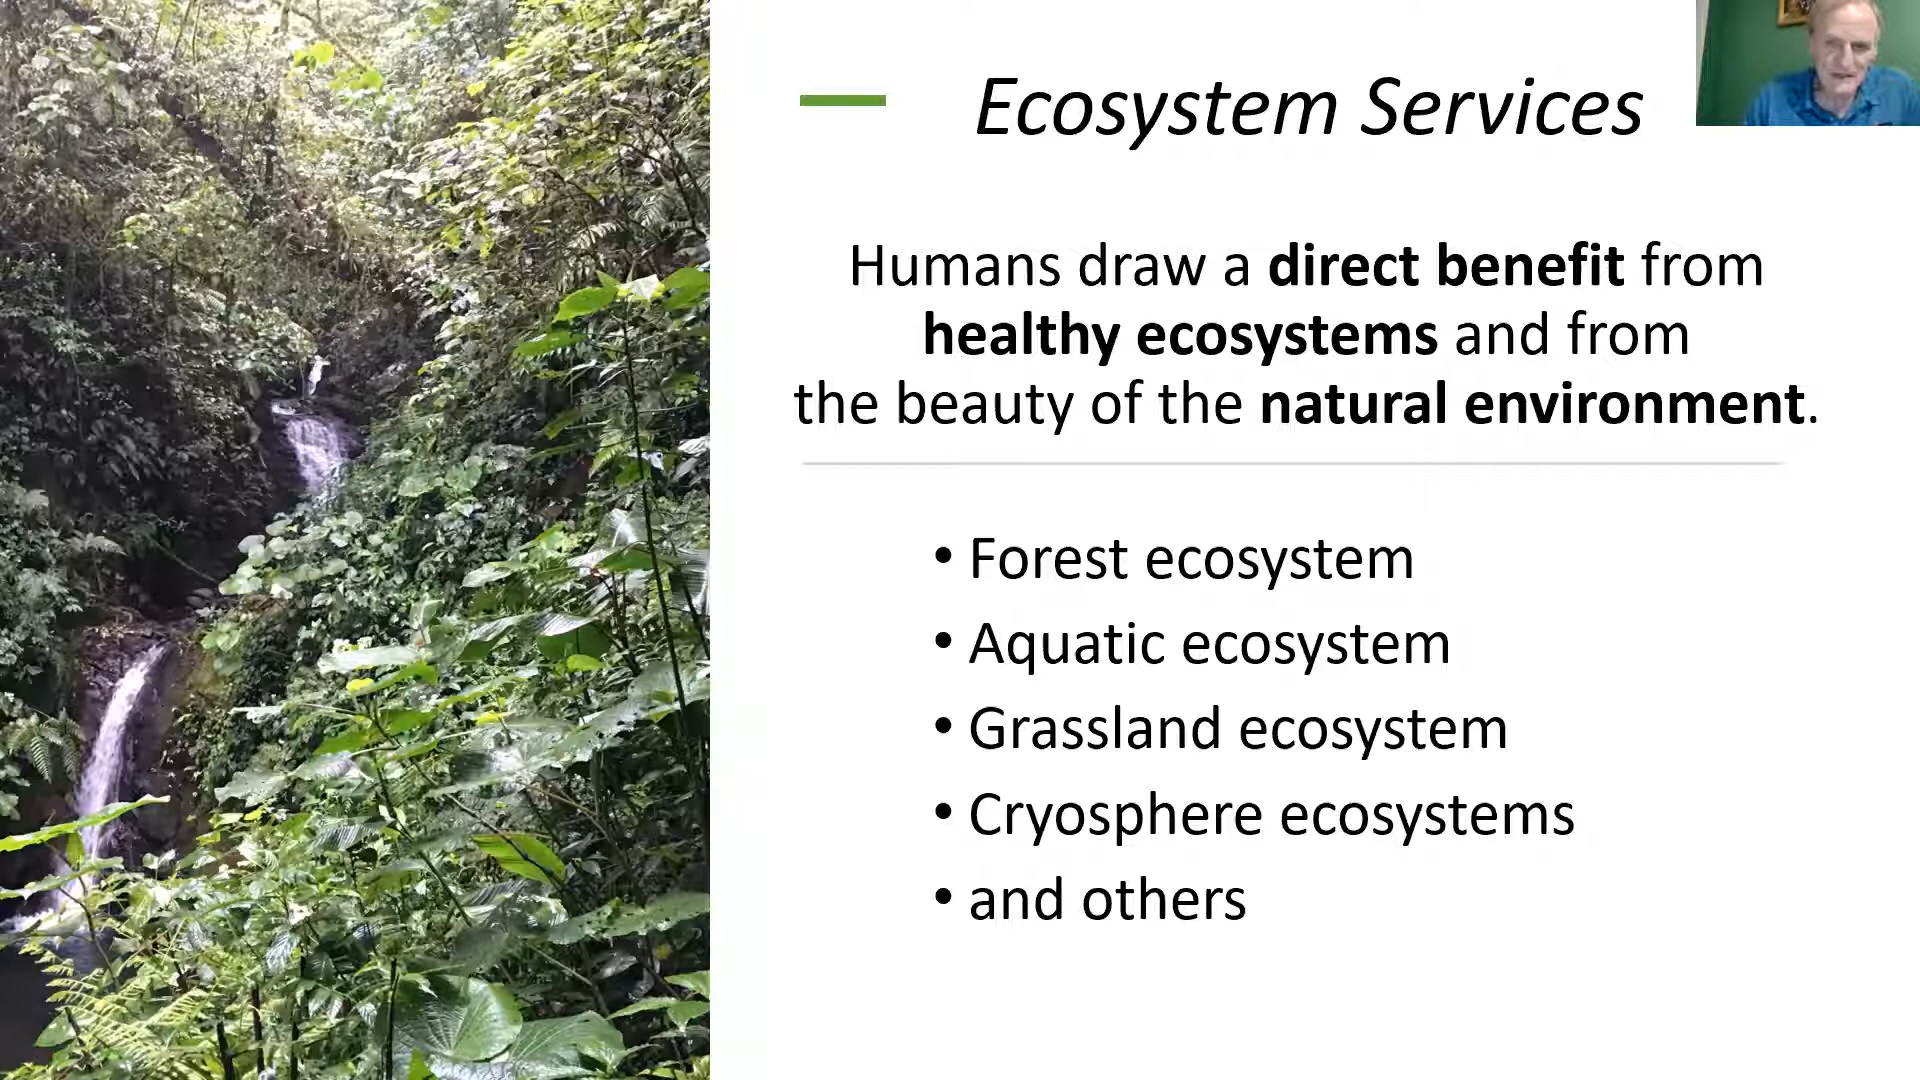 Ecosystem Services
Humans draw a direct benefit from
healthy ecosystems and from
the beauty of the natural environment.
• Forest ecosystem
• Aquatic ecosystem
• Grassland ecosystem
• Cryosphere ecosystems
• and others